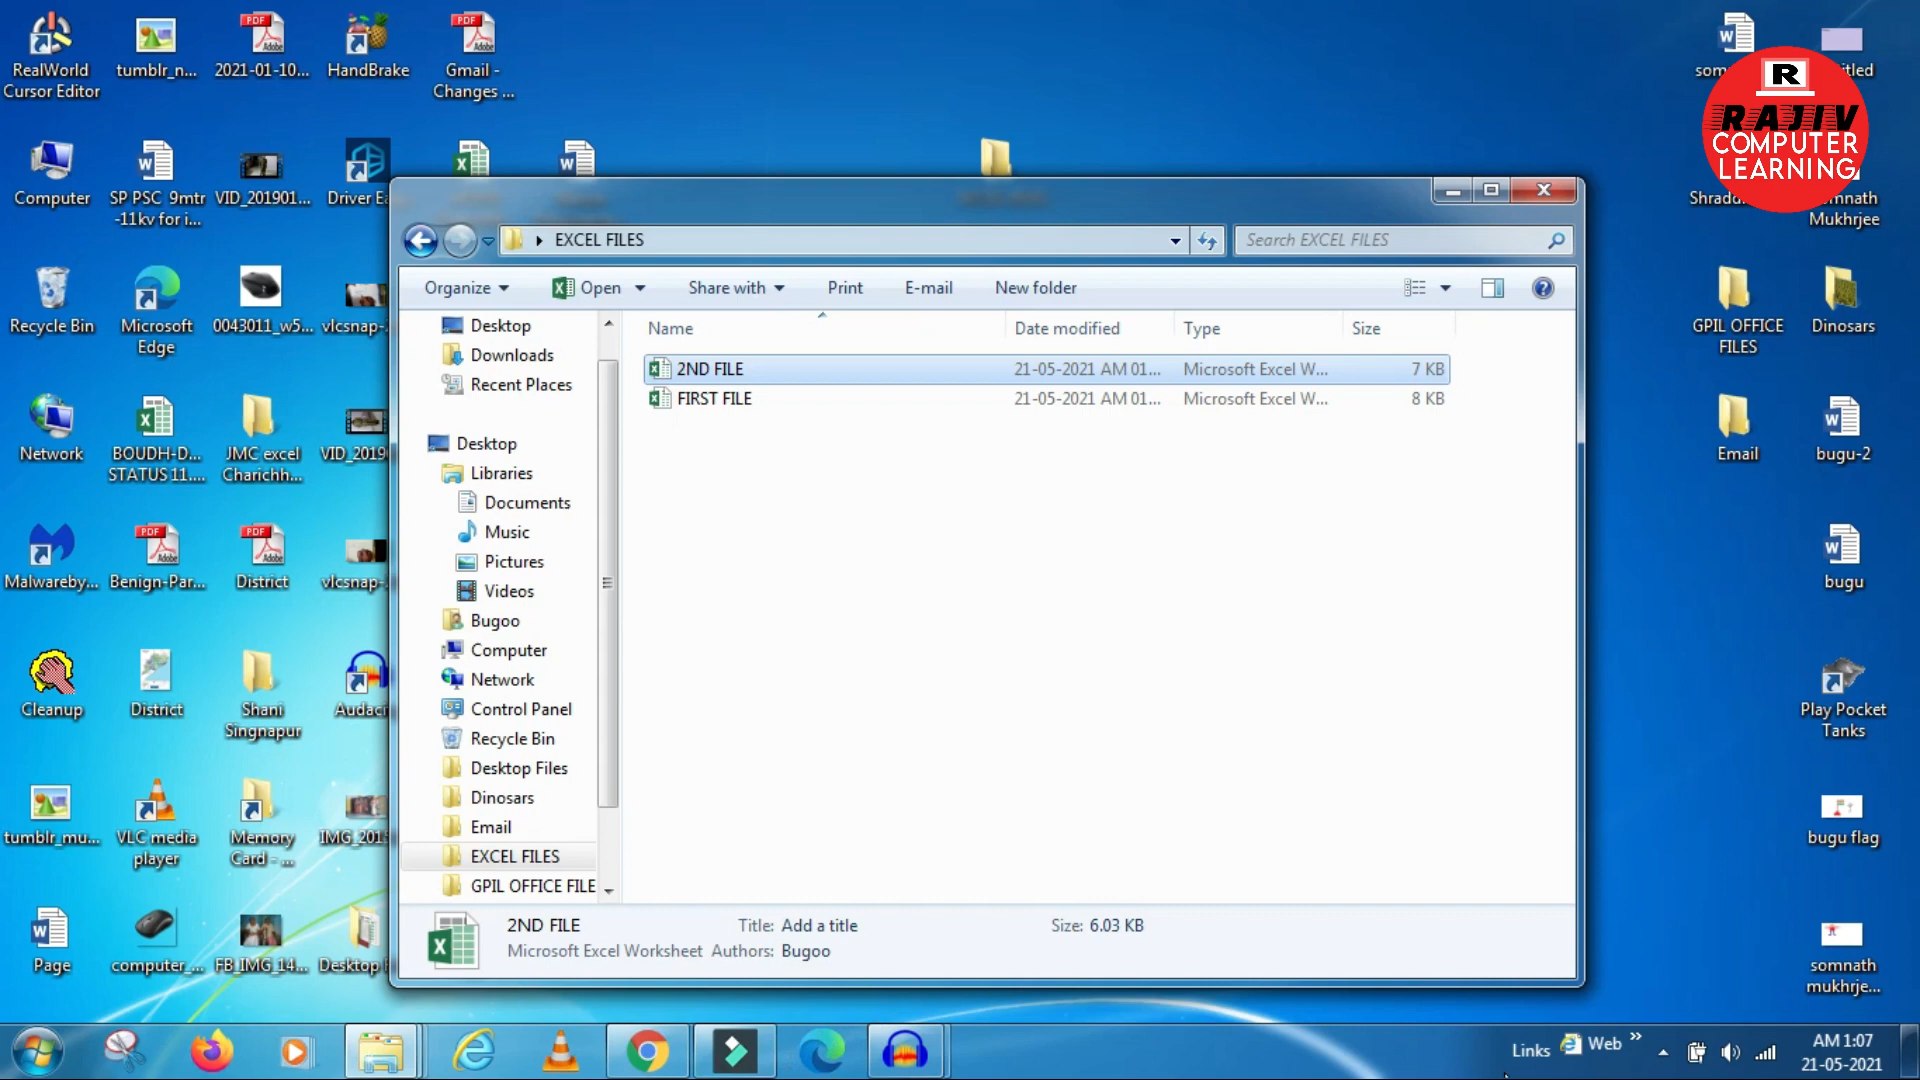 RealWorld
Cursor Editor
tumblr_n...
2021-01-10...
HandBrake
Gmail -
Changes ...
R
RAJIV
COMPUTER
LEARNING
Computer
SP PSC 9mtr
-11kv for i...
VID_201901...
Mukhrjee
Recycle Bin
Microsoft
Edge
0043011_w5...
vlcsnap-
GPIL OFFICE
FILES
Dinosars
Network
BOUDH-D...
STATUS 11....
JMC excel
Charichh...
Email
bugu-2
Malwareby...
Benign-Par...
District
vlcsnap-
bugu
Cleanup
District
Shani
Singnapur
Play Pocket
Tanks
tumblr_mu...
VLC media
player
Memory
Card - ...
bugu flag
Page
computer_...
FB_IMG_14...
Desktop
somnath
mukhrje...
EXCEL FILES
Search EXCEL FILES
Organize
Open
Share with
Print
E-mail
New folder
Name
Date modified
Type
Size
2ND FILE
21-05-2021 AM 01...
Microsoft Excel W...
7 KB
FIRST FILE
21-05-2021 AM 01...
Microsoft Excel W...
8 KB
Desktop
Downloads
Recent Places
Desktop
Libraries
Documents
Music
Pictures
Videos
Bugoo
Computer
Network
Control Panel
Recycle Bin
Desktop Files
Dinosars
Email
EXCEL FILES
GPIL OFFICE FILE
2ND FILE
Title: Add a title
Size: 6.03 KB
Microsoft Excel Worksheet
Authors: Bugoo
Links
Web
AM 1:07
21-05-2021